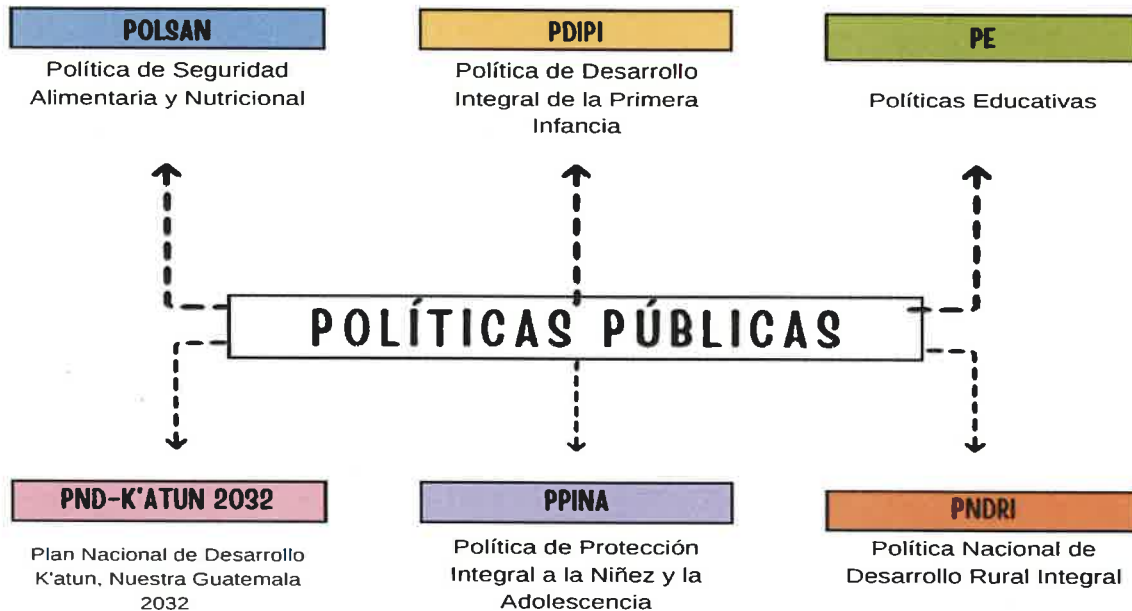 POLSAN
Política de Seguridad
Alimentaria y Nutricional
PDIPI
Política de Desarrollo
Integral de la Primera
Infancia
PE
Políticas Educativas
POLÍTICAS PÚBLICAS
PND-K'ATUN 2032
Plan Nacional de Desarrollo
K'atun, Nuestra Guatemala
2032
PPINA
Política de Protección
Integral a la Niñez y la
Adolescencia
PNDRI
Política Nacional de
Desarrollo Rural Integral